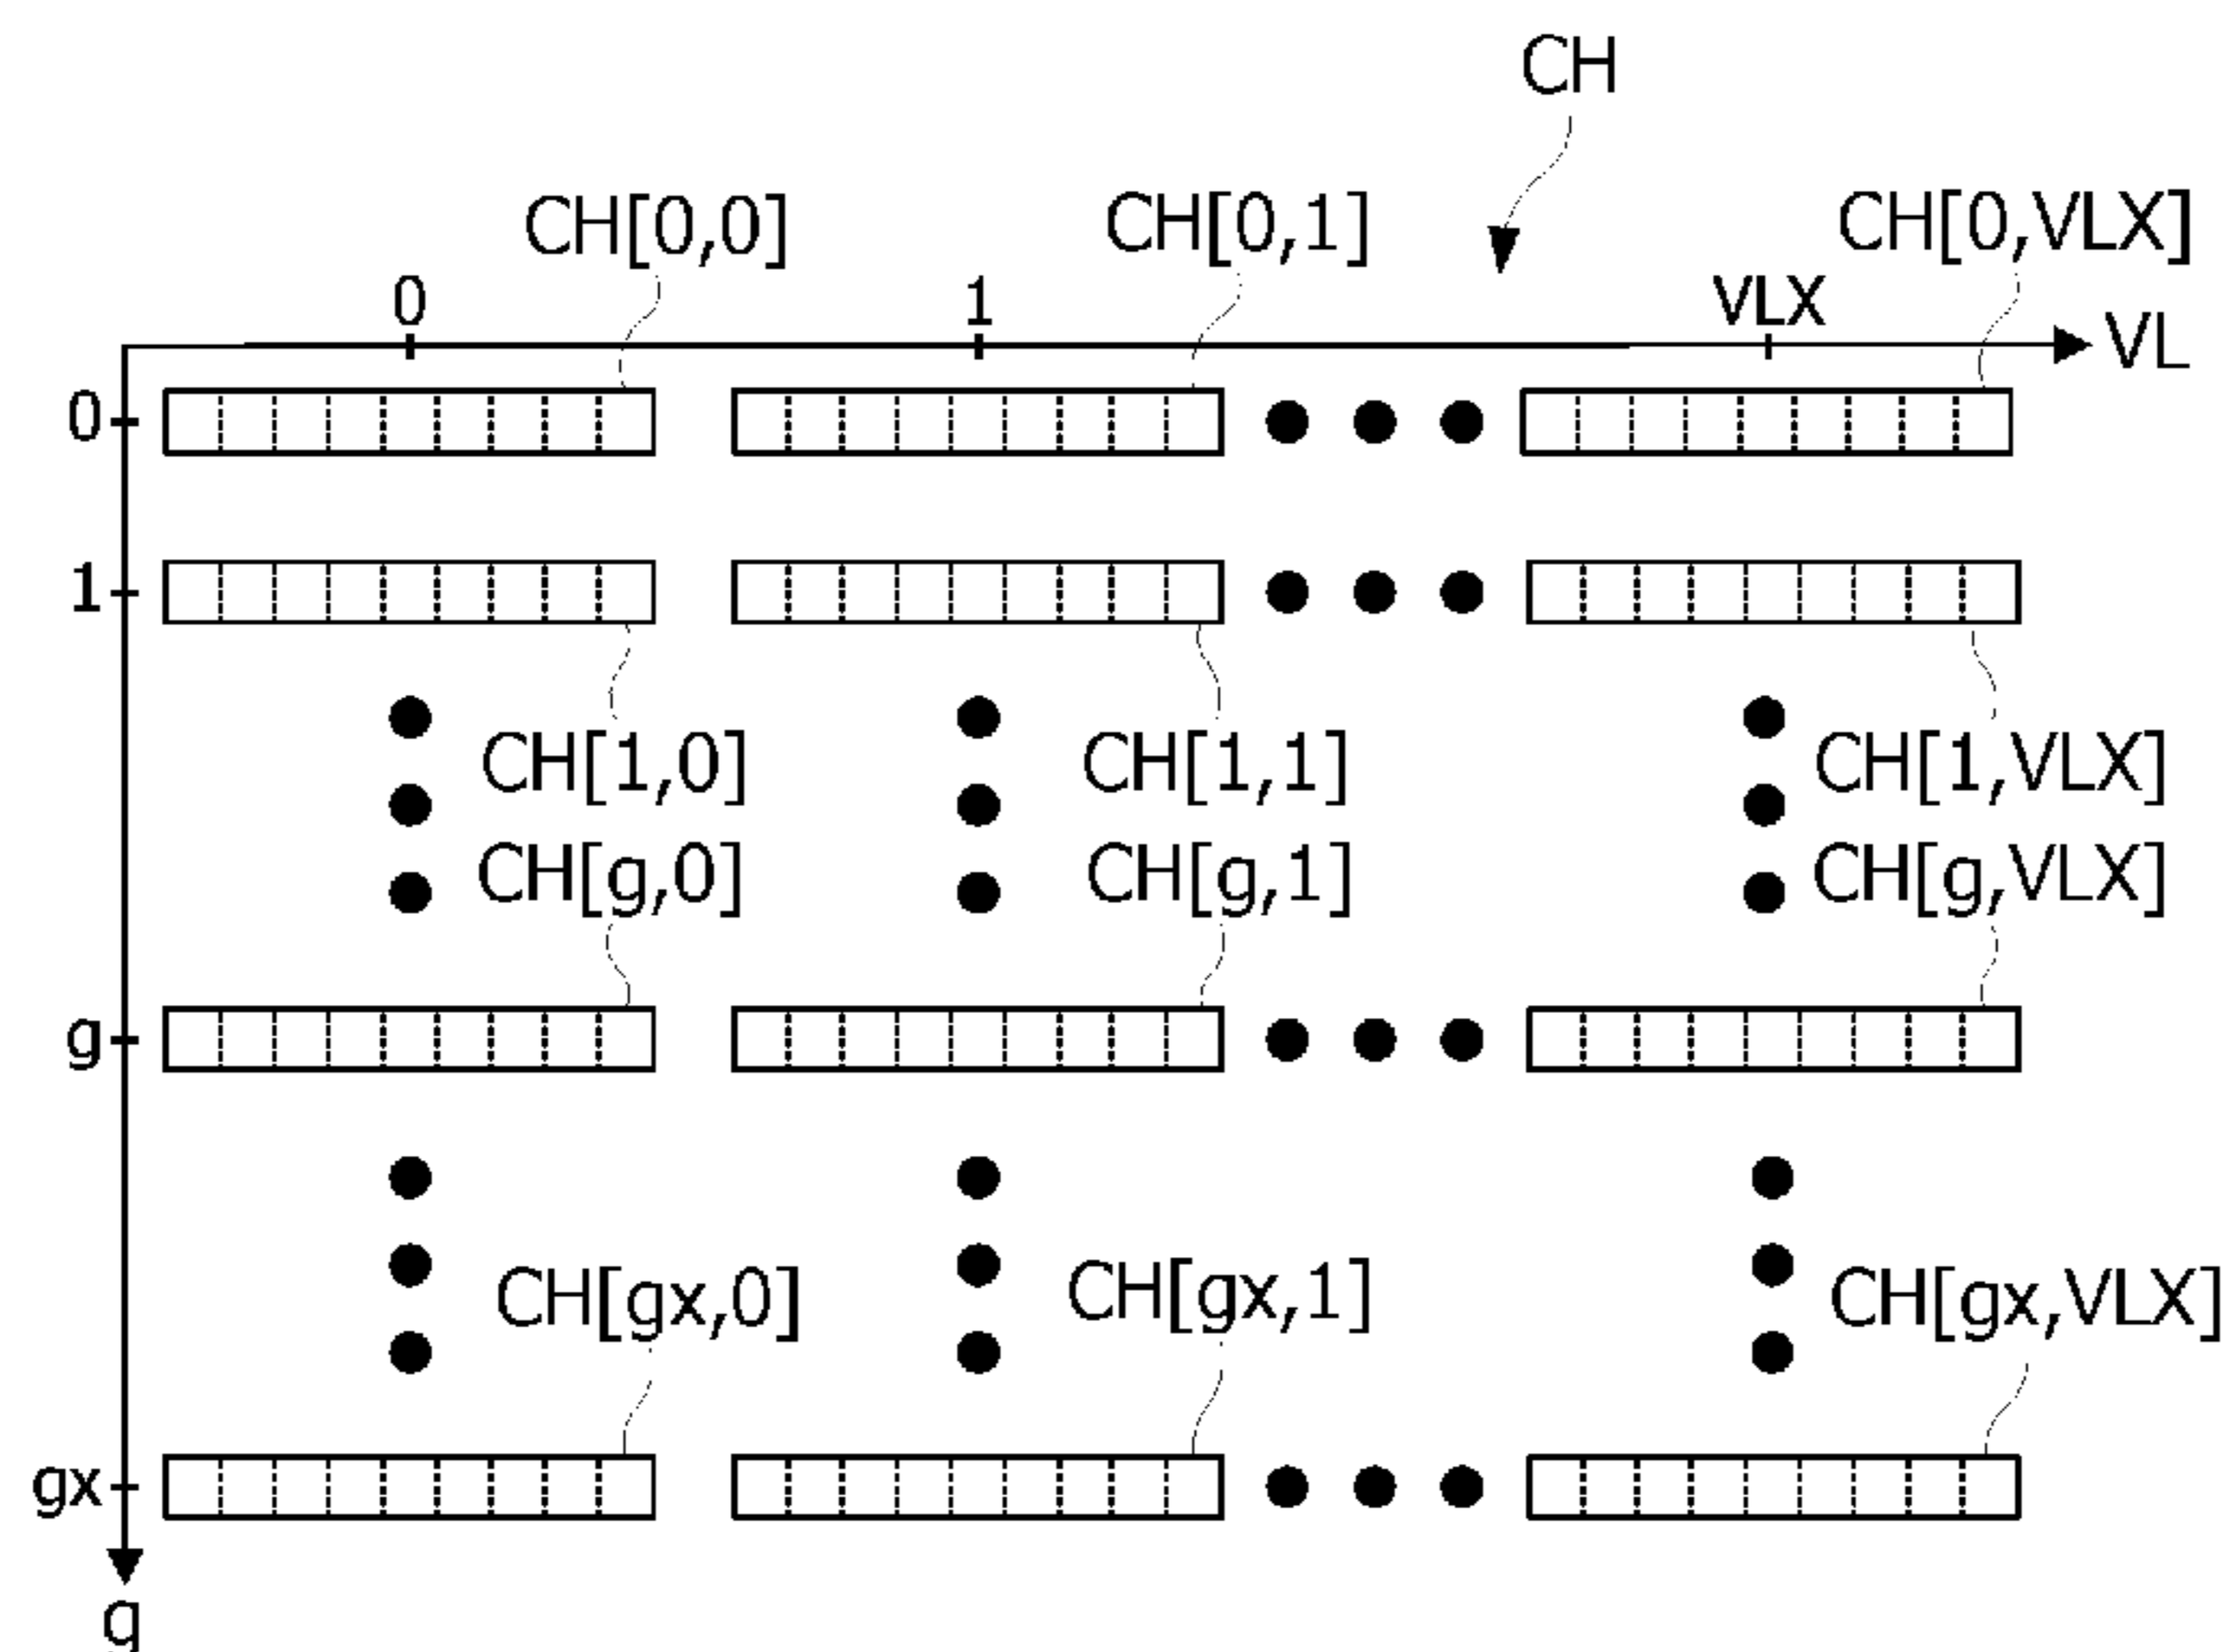 CH
CH[0,0] CH[0,1] CH[0,VLX]
0 1 VLX VL
0
1
CH[1,0] CH[1,1] CH[1,VLX]
CH[g,0] CH[g,1] CH[g,VLX]
g
CH[gx,0] CH[gx,1] CH[gx,VLX]
gx
g